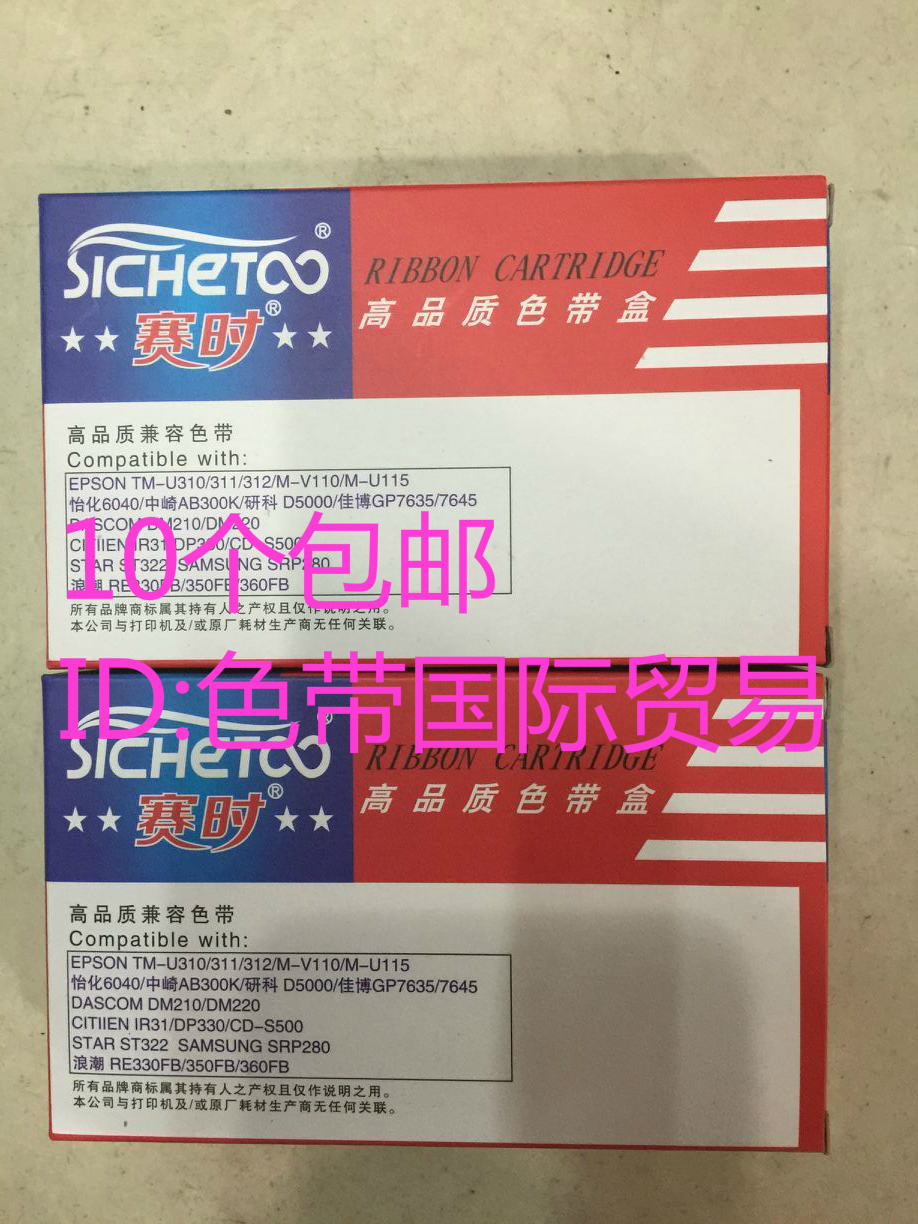 SICHETOO®
赛时®
RIBBON CARTRIDGE
高品质色带盒
高品质兼容色带
Compatible with:
EPSON TM-U310/311/312/M-V110/M-U115
怡化6040/中崎AB300K/研科 D5000/佳博GP7635/7645
DASCOM DM210/DM220
CITIIEN IR31/DP330/CD-S500
STAR ST322 SAMSUNG SRP280
浪潮 RE330FB/350FB/360FB
所有品牌商标属其持有人之产权且仅作说明之用。
本公司与打印机及/或原厂耗材生产商无任何关联。
10个包邮
ID:色带国际贸易
SICHETOO®
赛时®
RIBBON CARTRIDGE
高品质色带盒
高品质兼容色带
Compatible with:
EPSON TM-U310/311/312/M-V110/M-U115
怡化6040/中崎AB300K/研科 D5000/佳博GP7635/7645
DASCOM DM210/DM220
CITIIEN IR31/DP330/CD-S500
STAR ST322 SAMSUNG SRP280
浪潮 RE330FB/350FB/360FB
所有品牌商标属其持有人之产权且仅作说明之用。
本公司与打印机及/或原厂耗材生产商无任何关联。